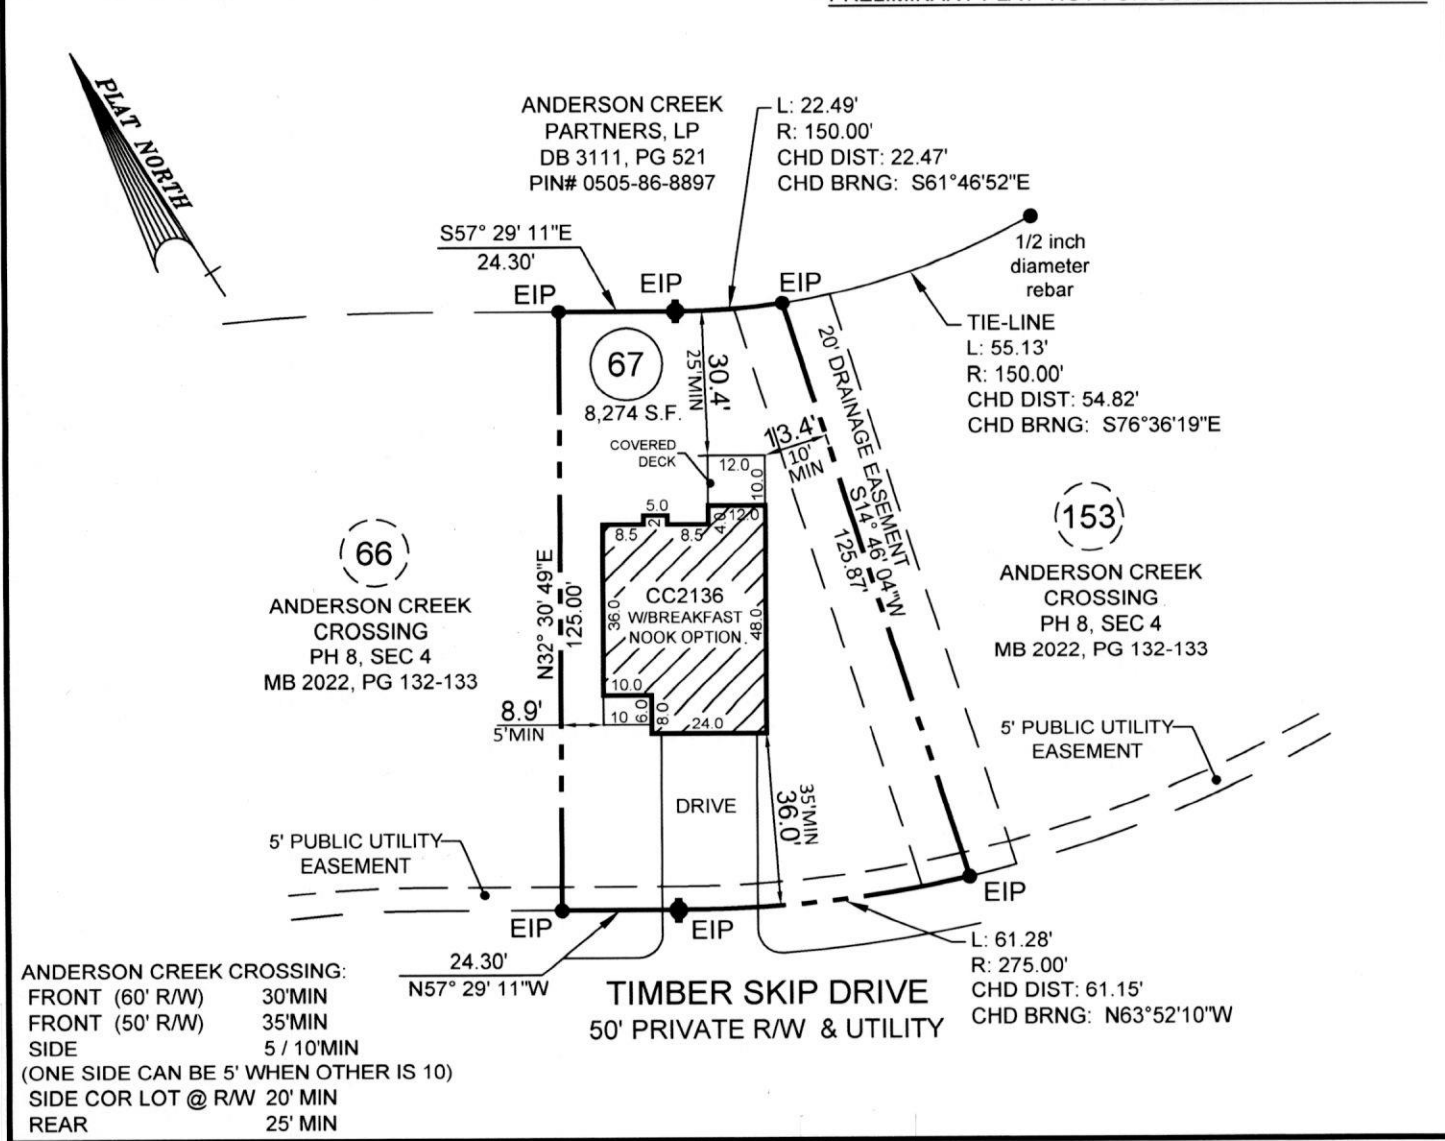 PLAT NORTH
ANDERSON CREEK
PARTNERS, LP
DB 3111, PG 521
PIN# 0505-86-8897
L: 22.49'
R: 150.00'
CHD DIST: 22.47'
CHD BRNG: S61°46'52"E
S57° 29' 11"E
24.30'
EIP
EIP
EIP
1/2 inch
diameter
rebar
TIE-LINE
L: 55.13'
R: 150.00'
CHD DIST: 54.82'
CHD BRNG: S76°36'19"E
67
8,274 S.F.
30.4'
25'MIN
20' DRAINAGE EASEMENT
13.4'
10'
MIN
COVERED
DECK
12.0
10.0
5.0
2
8.5
8.5
4.0
12.0
S14° 46' 04"W
125.87'
N32° 30' 49"E
125.00'
36.0
CC2136
W/BREAKFAST
NOOK OPTION
48.0
10.0
10
6.0
8.0
24.0
8.9'
5'MIN
66
ANDERSON CREEK
CROSSING
PH 8, SEC 4
MB 2022, PG 132-133
153
ANDERSON CREEK
CROSSING
PH 8, SEC 4
MB 2022, PG 132-133
5' PUBLIC UTILITY
EASEMENT
DRIVE
35'MIN
36.0'
5' PUBLIC UTILITY
EASEMENT
EIP
EIP
EIP
24.30'
N57° 29' 11"W
L: 61.28'
R: 275.00'
CHD DIST: 61.15'
CHD BRNG: N63°52'10"W
TIMBER SKIP DRIVE
50' PRIVATE R/W & UTILITY
ANDERSON CREEK CROSSING:
FRONT (60' R/W) 30'MIN
FRONT (50' R/W) 35'MIN
SIDE 5 / 10'MIN
(ONE SIDE CAN BE 5' WHEN OTHER IS 10)
SIDE COR LOT @ R/W 20' MIN
REAR 25' MIN